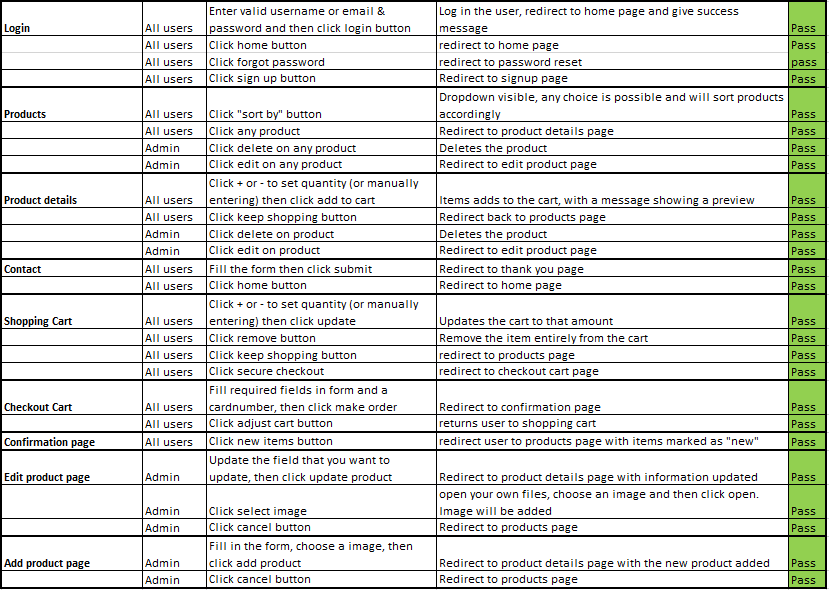 Enter valid username or email & Log in the user, redirect to home page and give success
Login All users password and then click login button message Pass
All users Click home button redirect to home page Pass
All users Click forgot password redirect to password reset pass
All users Click sign up button Redirect to signup page Pass
Dropdown visible, any choice is possible and will sort products
Products All users Click "sort by" button accordingly Pass
All users Click any product Redirect to product details page Pass
Admin Click delete on any product Deletes the product Pass
Admin Click edit on any product Redirect to edit product page Pass
Click + or - to set quantity (or manually
Product details All users entering) then click add to cart Items adds to the cart, with a message showing a preview Pass
All users Click keep shopping button Redirect back to products page Pass
Admin Click delete on product Deletes the product Pass
Admin Click edit on product Redirect to edit product page Pass
Contact All users Fill the form then click submit Redirect to thank you page Pass
All users Click home button Redirect to home page Pass
Click + or - to set quantity (or manually
Shopping Cart All users entering) then click update Updates the cart to that amount Pass
All users Click remove button Remove the item entirely from the cart Pass
All users Click keep shopping button redirect to products page Pass
All users Click secure checkout redirect to checkout cart page Pass
Fill required fields in form and a
Checkout Cart All users cardnumber, then click make order Redirect to confirmation page Pass
All users Click adjust cart button returns user to shopping cart Pass
Confirmation page All users Click new items button redirect user to products page with items marked as "new" Pass
Update the field that you want to
Edit product page Admin update, then click update product Redirect to product details page with information updated Pass
open your own files, choose an image and then click open.
Admin Click select image Image will be added Pass
Admin Click cancel button Redirect to products page Pass
Fill in the form, choose a image, then
Add product page Admin click add product Redirect to product details page with the new product added Pass
Admin Click cancel button Redirect to products page Pass